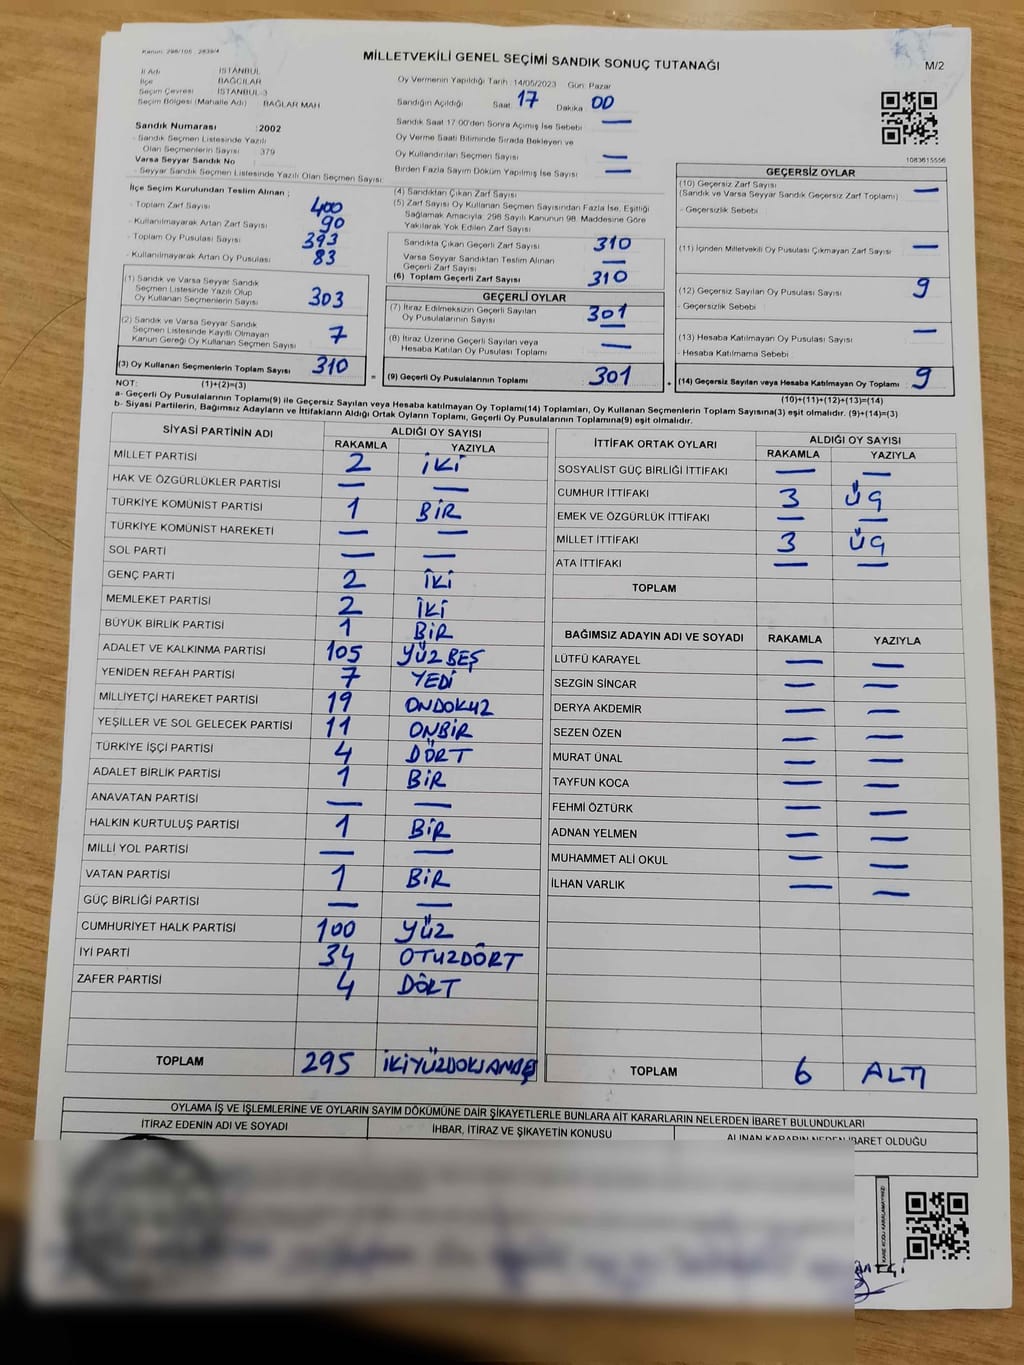 Kanun: 298/105 - 2839/4
MİLLETVEKİLİ GENEL SEÇİMİ SANDIK SONUÇ TUTANAĞI
M/2
İl Adı İSTANBUL
İlçe BAĞCILAR
Seçim Çevresi İSTANBUL-3
Seçim Bölgesi (Mahalle Adı) BAĞLAR MAH
Oy Vermenin Yapıldığı Tarih :14/05/2023 Gün: Pazar
Sandığın Açıldığı Saat 17 Dakika 00
Sandık Saat 17.00'den Sonra Açımış İse Sebebi —
Oy Verme Saati Bitiminde Sırada Bekleyen ve
Oy Kullandırılan Seçmen Sayısı —
Birden Fazla Sayım Döküm Yapılmış İse Sayısı —
Sandık Numarası :2002
- Sandık Seçmen Listesinde Yazılı
Olan Seçmenlerin Sayısı 379
Varsa Seyyar Sandık No
- Seyyar Sandık Seçmen Listesinde Yazılı Olan Seçmen Sayısı:
1083615556
İlçe Seçim Kurulundan Teslim Alınan ;
- Toplam Zarf Sayısı 400
- Kullanılmayarak Artan Zarf Sayısı 90
- Toplam Oy Pusulası Sayısı 393
- Kullanılmayarak Artan Oy Pusulası 83
(1) Sandık ve Varsa Seyyar Sandık
Seçmen Listesinde Yazılı Olup
Oy Kullanan Seçmenlerin Sayısı 303
(2) Sandık ve Varsa Seyyar Sandık
Seçmen Listesinde Kayıtlı Olmayan
Kanun Gereği Oy Kullanan Seçmen Sayısı 7
(3) Oy Kullanan Seçmenlerin Toplam Sayısı 310
(4) Sandıktan Çıkan Zarf Sayısı
(5) Zarf Sayısı Oy Kullanan Seçmen Sayısından Fazla İse, Eşitliği
Sağlamak Amacıyla, 298 Sayılı Kanunun 98. Maddesine Göre
Yakılarak Yok Edilen Zarf Sayısı
Sandıkta Çıkan Geçerli Zarf Sayısı 310
Varsa Seyyar Sandıktan Teslim Alınan
Geçerli Zarf Sayısı —
(6) Toplam Geçerli Zarf Sayısı 310
GEÇERLİ OYLAR
(7) İtiraz Edilmeksizin Geçerli Sayılan
Oy Pusulalarının Sayısı 301
(8) İtiraz Üzerine Geçerli Sayılan veya
Hesaba Katılan Oy Pusulası Toplamı —
(9) Geçerli Oy Pusulalarının Toplamı 301
GEÇERSİZ OYLAR
(10) Geçersiz Zarf Sayısı —
(Sandık ve Varsa Seyyar Sandık Geçersiz Zarf Toplamı)
- Geçersizlik Sebebi
(11) İçinden Milletvekili Oy Pusulası Çıkmayan Zarf Sayısı —
(12) Geçersiz Sayılan Oy Pusulası Sayısı 9
- Geçersizlik Sebebi
(13) Hesaba Katılmayan Oy Pusulası Sayısı —
- Hesaba Katılmama Sebebi
(14) Geçersiz Sayılan veya Hesaba Katılmayan Oy Toplamı 9
NOT: (1)+(2)=(3)
(10)+(11)+(12)+(13)=(14)
a- Geçerli Oy Pusulalarının Toplamı(9) ile Geçersiz Sayılan veya Hesaba katılmayan Oy Toplamı(14) Toplamları, Oy Kullanan Seçmenlerin Toplam Sayısına(3) eşit olmalıdır. (9)+(14)=(3)
b- Siyasi Partilerin, Bağımsız Adayların ve İttifakların Aldığı Ortak Oyların Toplamı, Geçerli Oy Pusulalarının Toplamına(9) eşit olmalıdır.
SİYASİ PARTİNİN ADI ALDIĞI OY SAYISI
RAKAMLA YAZIYLA
MİLLET PARTİSİ 2 İKİ
HAK VE ÖZGÜRLÜKLER PARTİSİ — —
TÜRKİYE KOMÜNİST PARTİSİ 1 BİR
TÜRKİYE KOMÜNİST HAREKETİ — —
SOL PARTİ — —
GENÇ PARTİ 2 İKİ
MEMLEKET PARTİSİ 2 İKİ
BÜYÜK BİRLİK PARTİSİ 1 BİR
ADALET VE KALKINMA PARTİSİ 105 YÜZBEŞ
YENİDEN REFAH PARTİSİ 7 YEDİ
MİLLİYETÇİ HAREKET PARTİSİ 19 ONDOKUZ
YEŞİLLER VE SOL GELECEK PARTİSİ 11 ONBİR
TÜRKİYE İŞÇİ PARTİSİ 4 DÖRT
ADALET BİRLİK PARTİSİ 1 BİR
ANAVATAN PARTİSİ — —
HALKIN KURTULUŞ PARTİSİ 1 BİR
MİLLİ YOL PARTİSİ — —
VATAN PARTİSİ 1 BİR
GÜÇ BİRLİĞİ PARTİSİ — —
CUMHURİYET HALK PARTİSİ 100 YÜZ
İYİ PARTİ 34 OTUZDÖRT
ZAFER PARTİSİ 4 DÖRT
TOPLAM 295
İTTİFAK ORTAK OYLARI ALDIĞI OY SAYISI
RAKAMLA YAZIYLA
SOSYALİST GÜÇ BİRLİĞİ İTTİFAKI — —
CUMHUR İTTİFAKI 3 ÜÇ
EMEK VE ÖZGÜRLÜK İTTİFAKI — —
MİLLET İTTİFAKI 3 ÜÇ
ATA İTTİFAKI — —
TOPLAM
BAĞIMSIZ ADAYIN ADI VE SOYADI RAKAMLA YAZIYLA
LÜTFÜ KARAYEL — —
SEZGİN SİNCAR — —
DERYA AKDEMİR — —
SEZEN ÖZEN — —
MURAT ÜNAL — —
TAYFUN KOCA — —
FEHMİ ÖZTÜRK — —
ADNAN YELMEN — —
MUHAMMET ALİ OKUL — —
İLHAN VARLIK — —
TOPLAM 6 ALTI
OYLAMA İŞ VE İŞLEMLERİNE VE OYLARIN SAYIM DÖKÜMÜNE DAİR ŞİKAYETLERLE BUNLARA AİT KARARLARIN NELERDEN İBARET BULUNDUKLARI
İTİRAZ EDENİN ADI VE SOYADI İHBAR, İTİRAZ VE ŞİKAYETİN KONUSU ALINAN KARARIN NEDEN İBARET OLDUĞU
KARE KODU KARALAMAYINIZ!